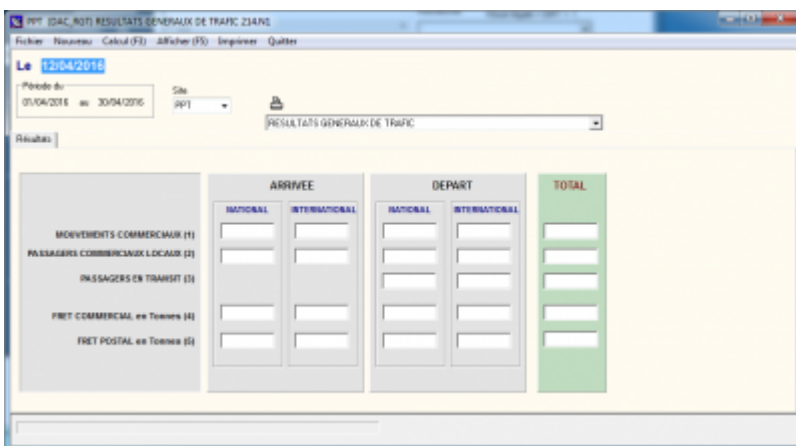 PPT (DAC_RGT) RESULTATS GENERAUX DE TRAFIC 214.N1
Fichier Nouveau Calcul (F3) Afficher (F5) Imprimer Quitter
Le 12/04/2016
Période du
01/04/2016 au 30/04/2016
Site
PPT
RESULTATS GENERAUX DE TRAFIC
Résultats
ARRIVEE DEPART TOTAL
NATIONAL INTERNATIONAL NATIONAL INTERNATIONAL
MOUVEMENTS COMMERCIAUX (1)
PASSAGERS COMMERCIAUX LOCAUX (2)
PASSAGERS EN TRANSIT (3)
FRET COMMERCIAL en Tonnes (4)
FRET POSTAL en Tonnes (5)